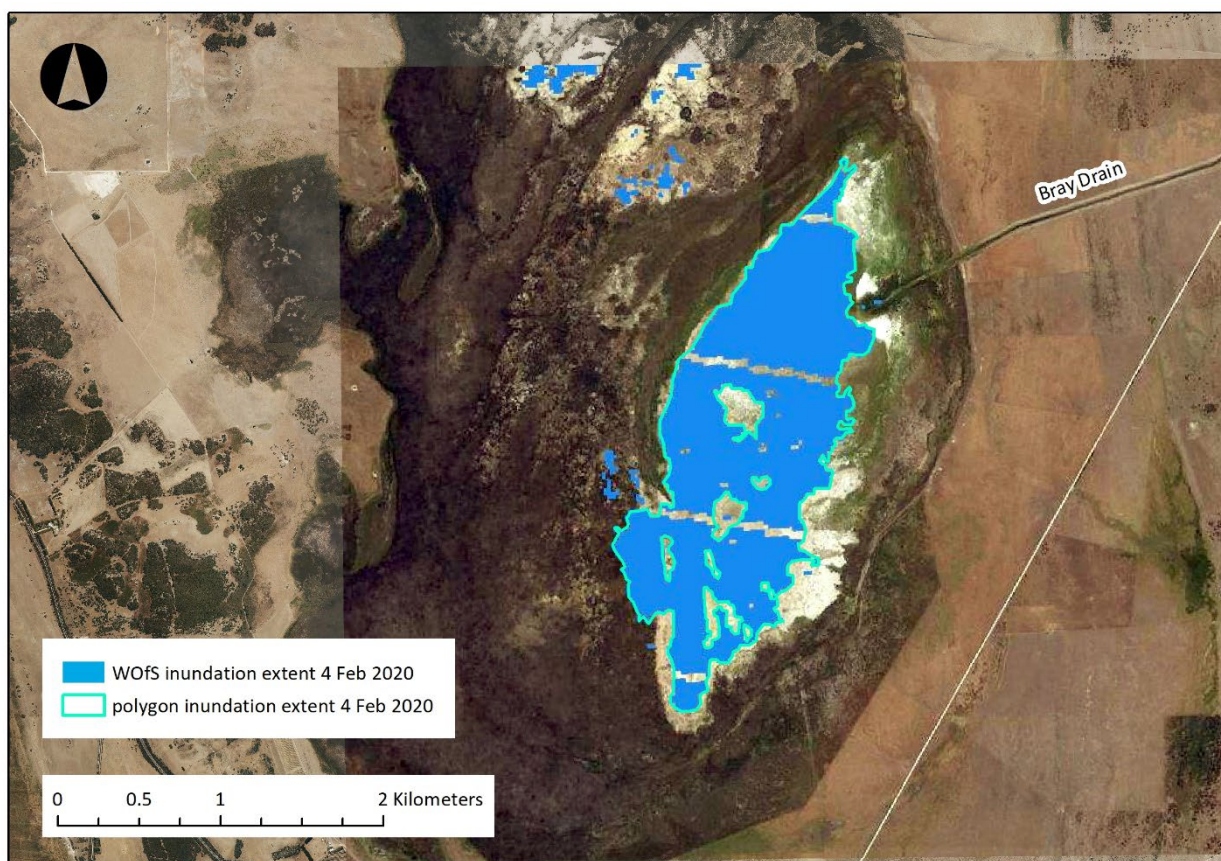 Bray Drain
WOfS inundation extent 4 Feb 2020
polygon inundation extent 4 Feb 2020
0 0.5 1 2 Kilometers